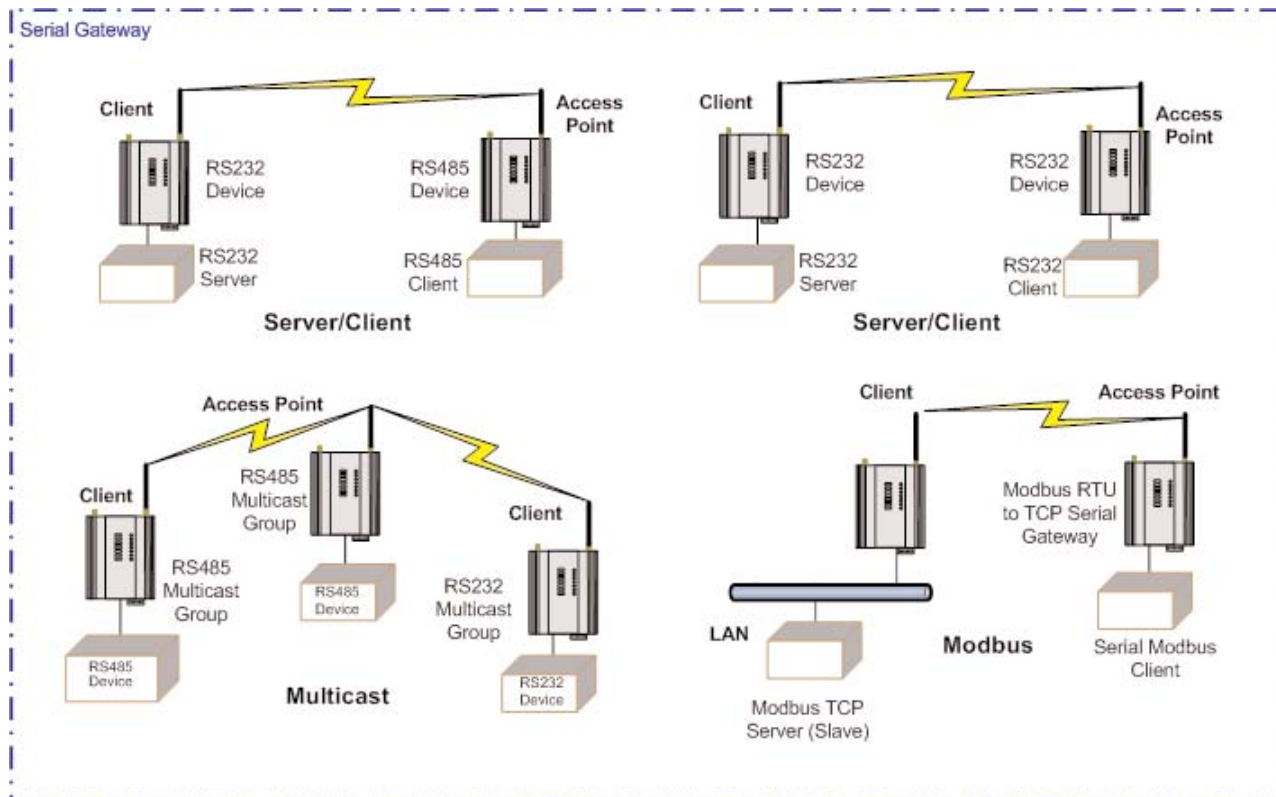 Serial Gateway
Client
Access
Point
RS232
Device
RS485
Device
RS232
Server
RS485
Client
Server/Client
Client
Access
Point
RS232
Device
RS232
Device
RS232
Server
RS232
Client
Server/Client
Access Point
Client
RS485
Multicast
Group
Client
RS485
Multicast
Group
RS485
Device
RS232
Multicast
Group
RS485
Device
RS232
Device
Multicast
Client
Access Point
Modbus RTU
to TCP Serial
Gateway
LAN
Modbus
Serial Modbus
Client
Modbus TCP
Server (Slave)